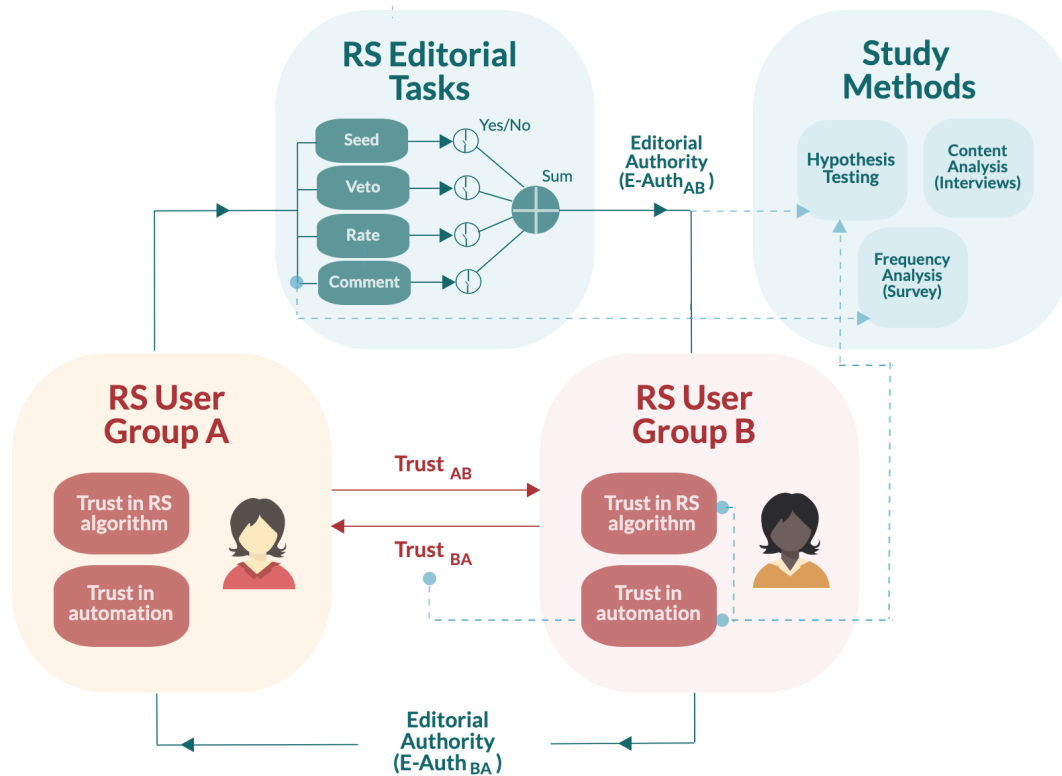 RS Editorial
Tasks
Seed
Veto
Rate
Comment
Yes/No
Sum
Editorial
Authority
(E-Auth AB )
Study
Methods
Hypothesis
Testing
Content
Analysis
(Interviews)
Frequency
Analysis
(Survey)
RS User
Group A
Trust in RS
algorithm
Trust in
automation
Trust AB
Trust BA
RS User
Group B
Trust in RS
algorithm
Trust in
automation
Editorial
Authority
(E-Auth BA )